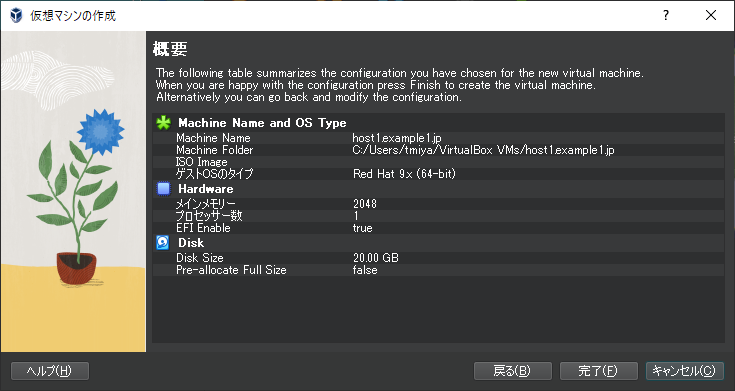 仮想マシンの作成
?
概要
The following table summarizes the configuration you have chosen for the new virtual machine.
When you are happy with the configuration press Finish to create the virtual machine.
Alternatively you can go back and modify the configuration.
Machine Name and OS Type
Machine Name host1.example1.jp
Machine Folder C:/Users/tmiya/VirtualBox VMs/host1.example1.jp
ISO Image
ゲストOSのタイプ Red Hat 9.x (64-bit)
Hardware
メインメモリー 2048
プロセッサー数 1
EFI Enable true
Disk
Disk Size 20.00 GB
Pre-allocate Full Size false
ヘルプ(H) 戻る(B) 完了(F) キャンセル(C)